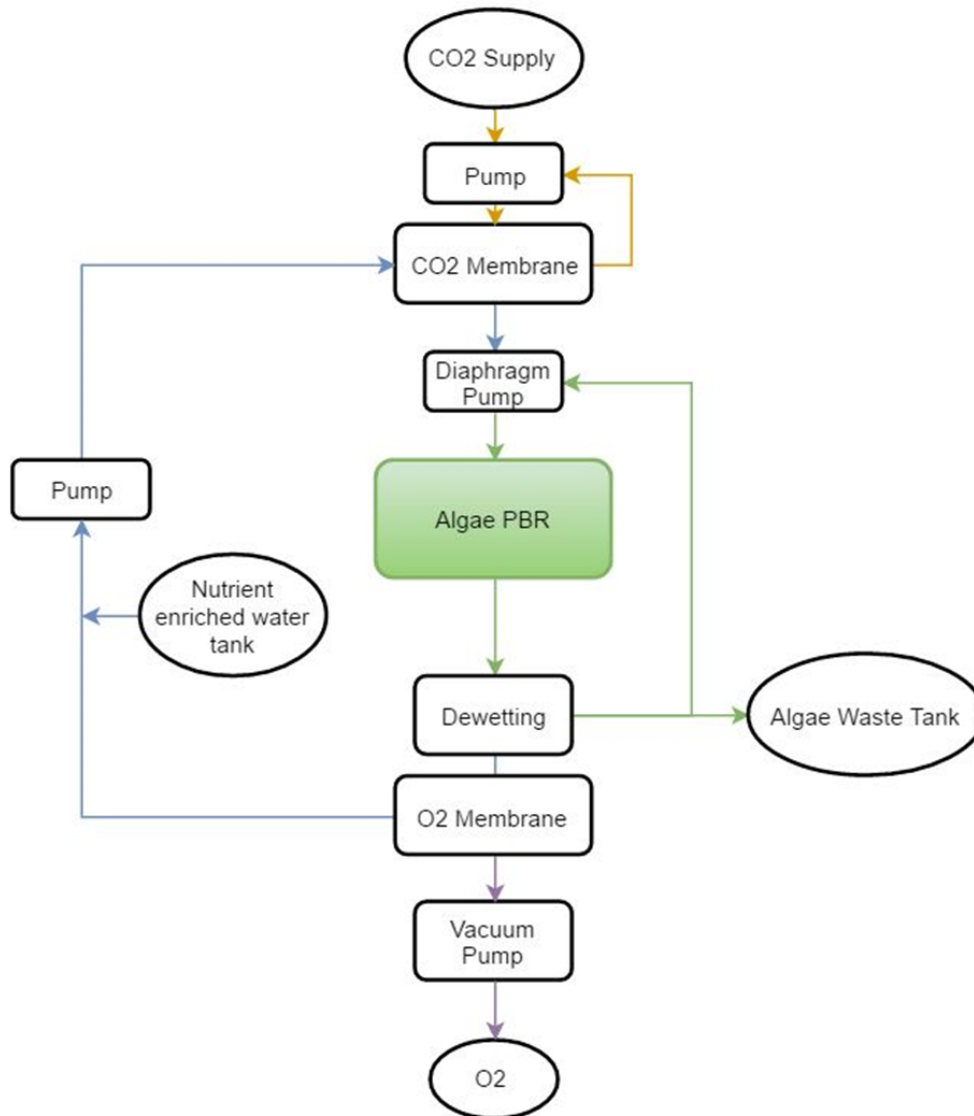 CO2 Supply
Pump
CO2 Membrane
Diaphragm
Pump
Pump
Algae PBR
Nutrient
enriched water
tank
Dewetting
Algae Waste Tank
O2 Membrane
Vacuum
Pump
O2